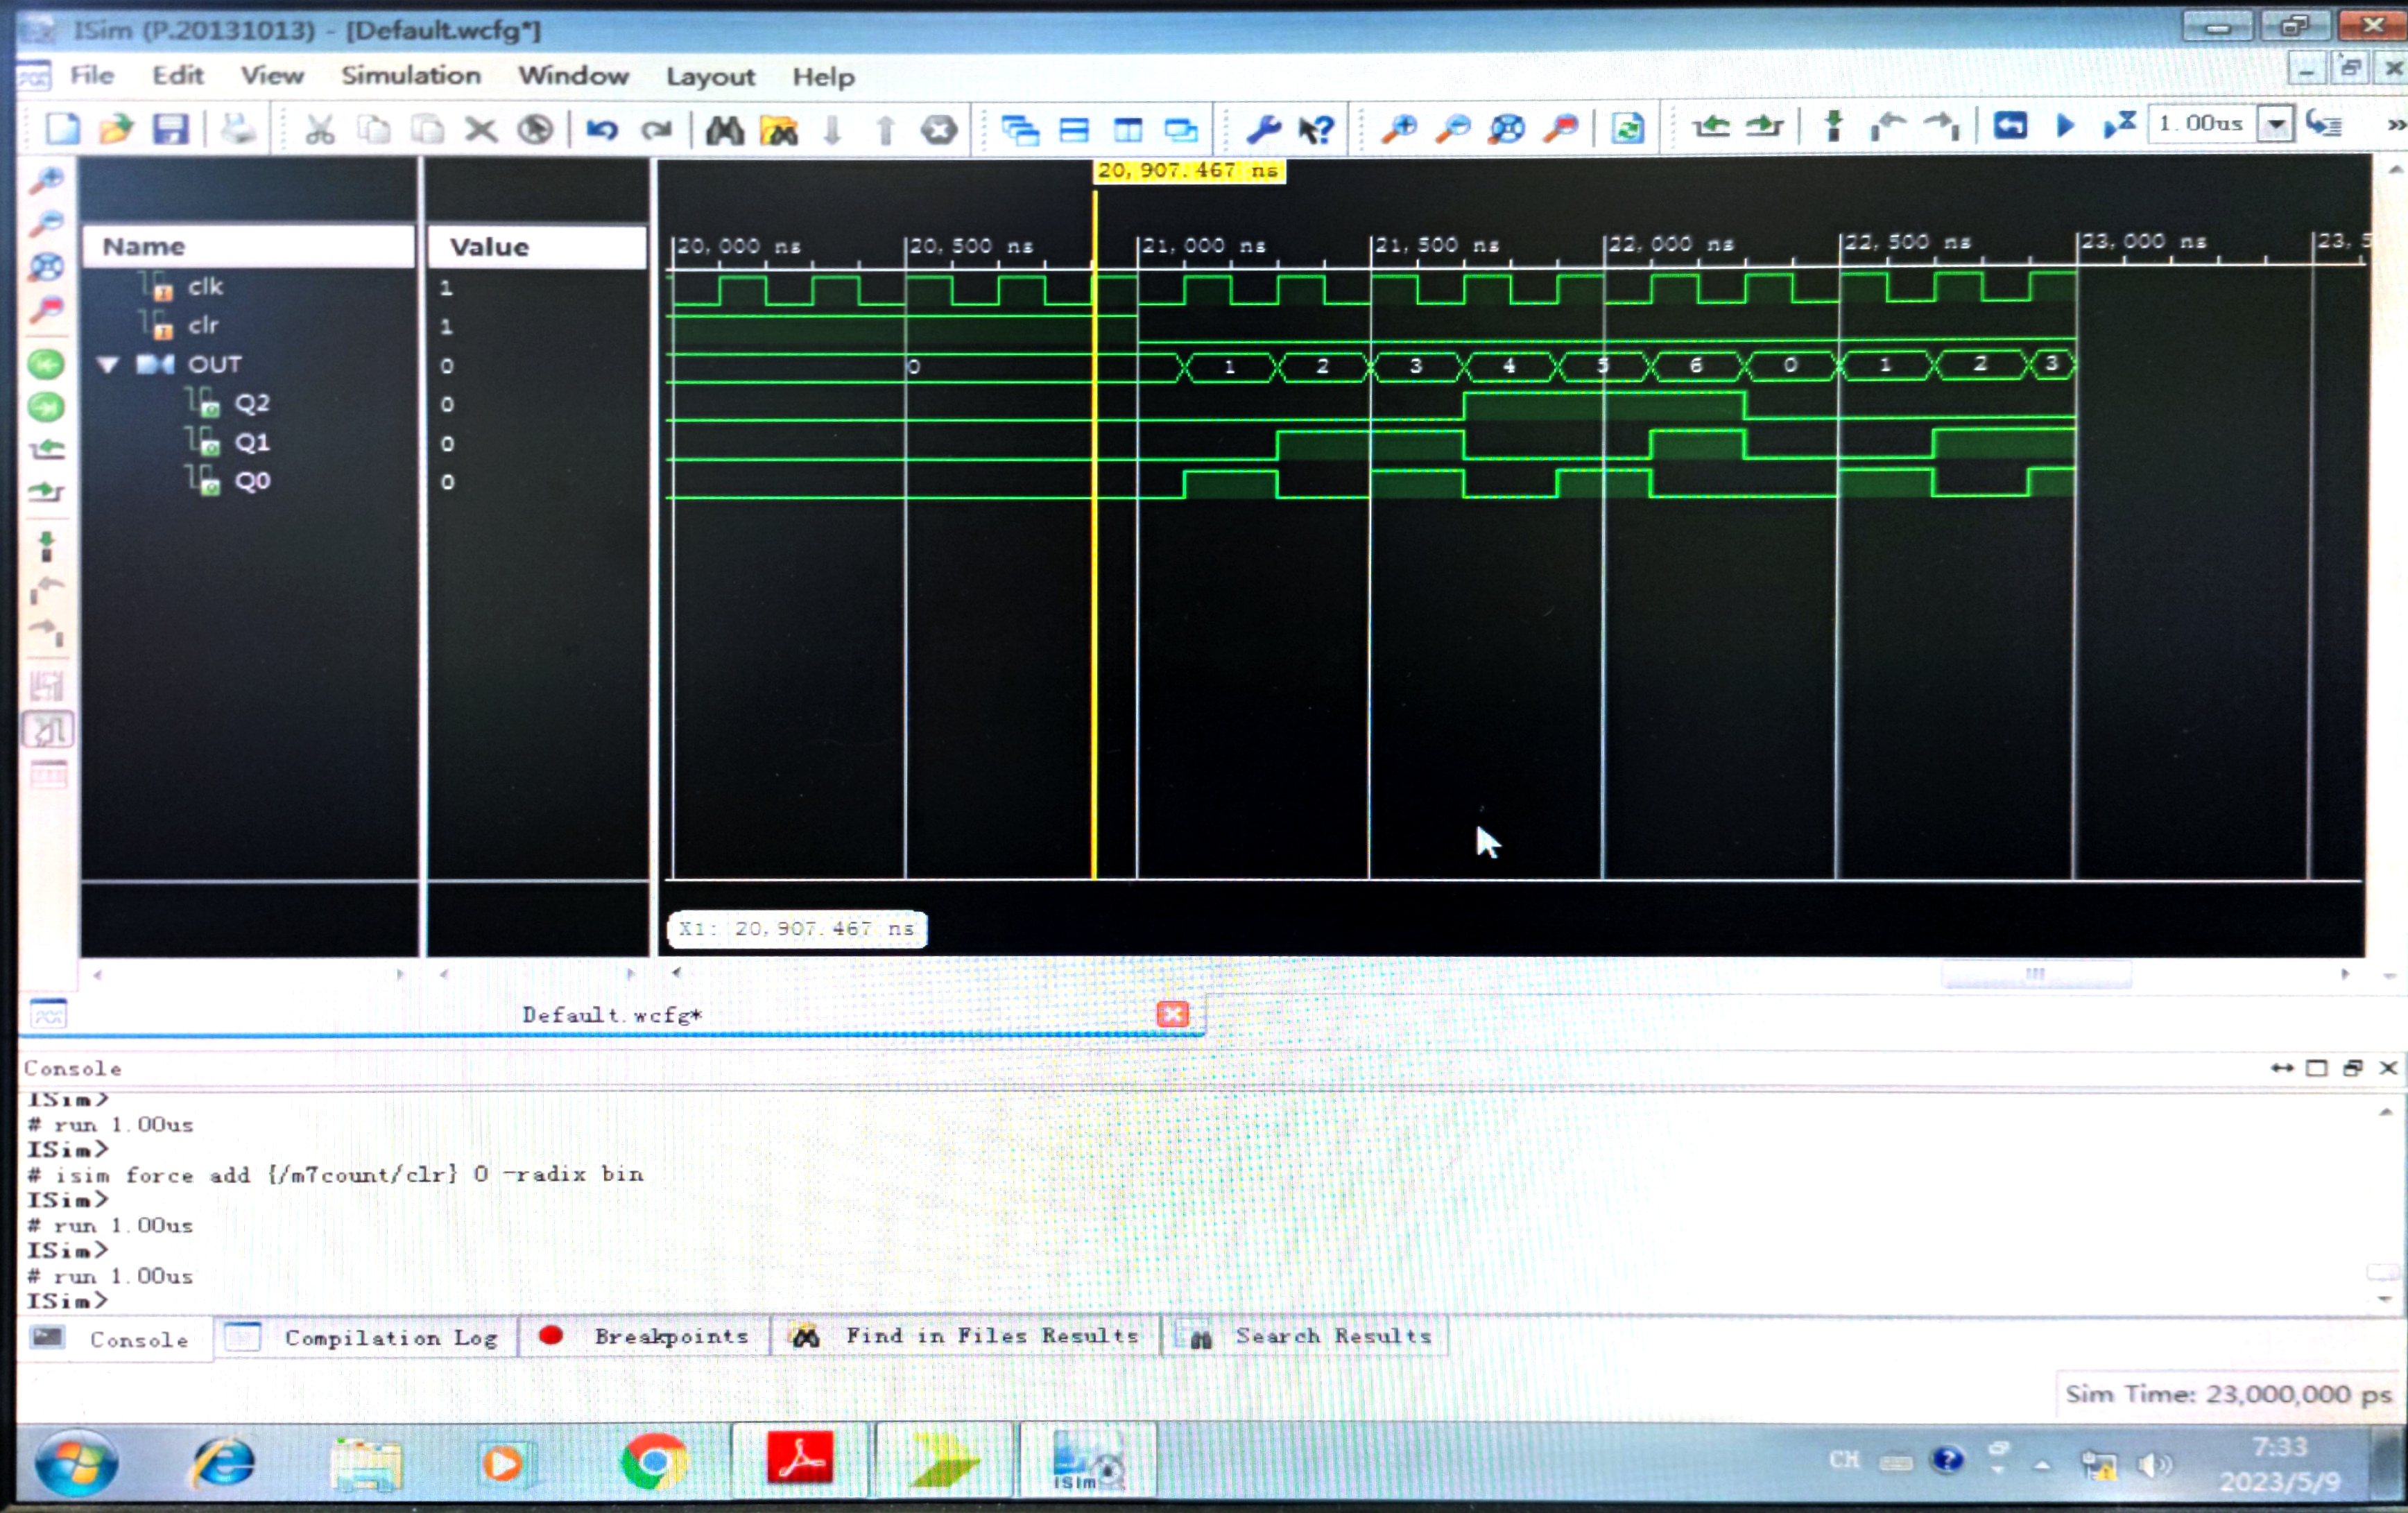 ISim (P.20131013) - [Default.wcfg*]
File Edit View Simulation Window Layout Help
1.00us
20,907.467 ns
Name Value
20,000 ns 20,500 ns 21,000 ns 21,500 ns 22,000 ns 22,500 ns 23,000 ns 23,5
clk 1
clr 1
OUT 0 0 1 2 3 4 5 6 0 1 2 3
Q2 0
Q1 0
Q0 0
X1: 20,907.467 ns
Default.wcfg*
Console
ISim>
# run 1.00us
ISim>
# isim force add {/m7count/clr} 0 -radix bin
ISim>
# run 1.00us
ISim>
# run 1.00us
ISim>
Console Compilation Log Breakpoints Find in Files Results Search Results
Sim Time: 23,000,000 ps
ISim
CH
7:33
2023/5/9